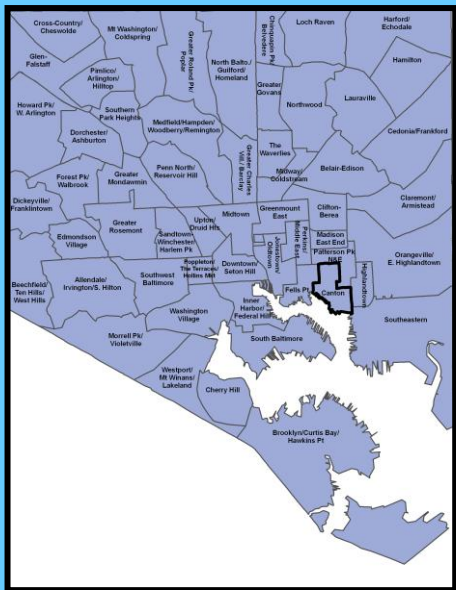 Cross-Country/
Cheswolde
Mt Washington/
Coldspring
Greater Roland Pk/
Poplar
Chinquapin Pk/
Belvedere
Loch Raven
Harford/
Echodale
Glen-
Falstaff
Pimlico/
Arlington/
Hilltop
North Balto./
Guilford/
Homeland
Hamilton
Greater
Govans
Howard Pk/
W. Arlington
Southern
Park Heights
Northwood
Lauraville
Medfield/Hampden/
Woodberry/Remington
Dorchester/
Ashburton
Cedonia/Frankford
The
Waverlies
Forest Pk/
Walbrook
Greater
Mondawmin
Penn North/
Reservoir Hill
Greater Charles
Vill./ Barclay
Midway/
Coldstream
Belair-Edison
Dickeyville/
Franklintown
Claremont/
Armistead
Greater
Rosemont
Upton/
Druid Hts
Midtown
Greenmount
East
Clifton-
Berea
Edmondson
Village
Sandtown-
Winchester/
Harlem Pk
Jonestown/
Oldtown
Perkins/
Middle East
Madison
East End
Patterson Pk
N&E
Orangeville/
E. Highlandtown
Beechfield/
Ten Hills/
West Hills
Allendale/
Irvington/S. Hilton
Southwest
Baltimore
Poppleton/
The Terraces/
Hollins Mkt
Downtown/
Seton Hill
Fells Pt
Canton
Highlandtown
Southeastern
Washington
Village
Inner
Harbor/
Federal Hill
Morrell Pk/
Violetville
South Baltimore
Westport/
Mt Winans/
Lakeland
Cherry Hill
Brooklyn/Curtis Bay/
Hawkins Pt